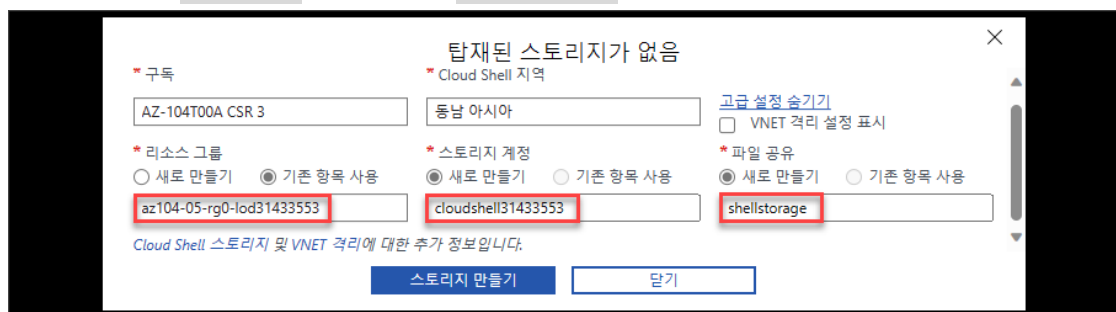 탑재된 스토리지가 없음
* 구독
* Cloud Shell 지역
AZ-104T00A CSR 3
동남 아시아
고급 설정 숨기기
VNET 격리 설정 표시
* 리소스 그룹
* 스토리지 계정
* 파일 공유
새로 만들기 기존 항목 사용
새로 만들기 기존 항목 사용
새로 만들기 기존 항목 사용
az104-05-rg0-lod31433553
cloudshell31433553
shellstorage
Cloud Shell 스토리지 및 VNET 격리에 대한 추가 정보입니다.
스토리지 만들기
닫기